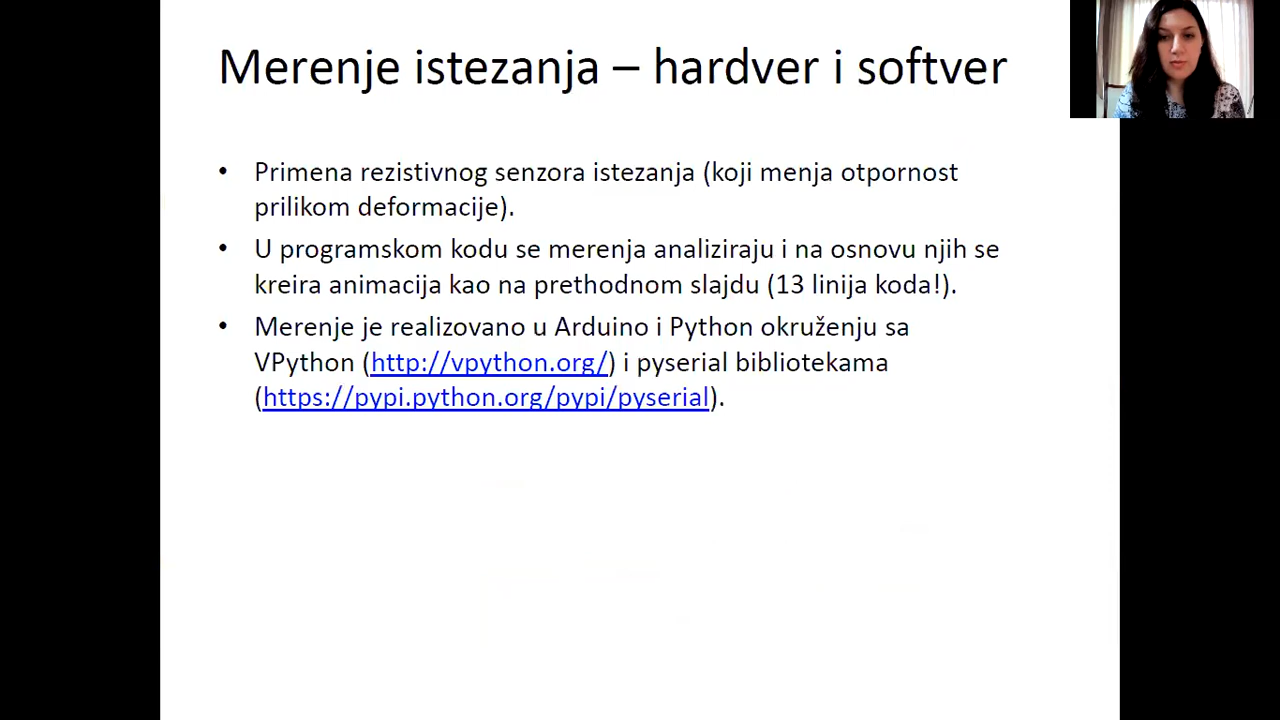 Merenje istezanja – hardver i softver
• Primena rezistivnog senzora istezanja (koji menja otpornost
prilikom deformacije).
• U programskom kodu se merenja analiziraju i na osnovu njih se
kreira animacija kao na prethodnom slajdu (13 linija koda!).
• Merenje je realizovano u Arduino i Python okruženju sa
VPython (http://vpython.org/) i pyserial bibliotekama
(https://pypi.python.org/pypi/pyserial).